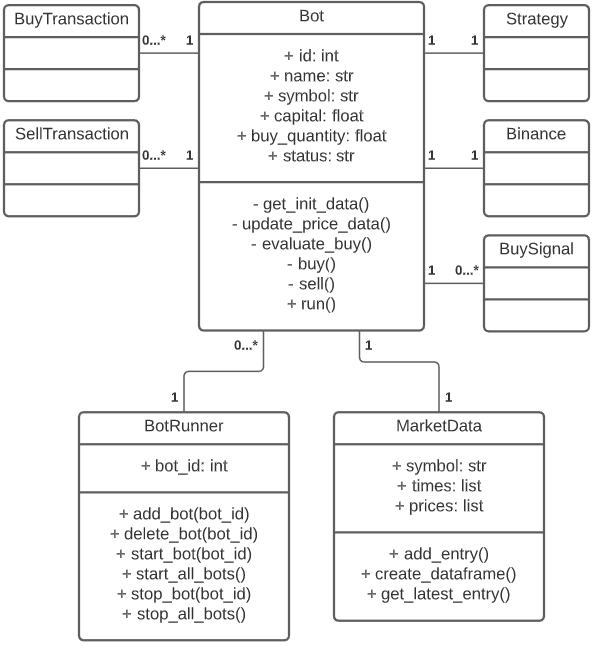 BuyTransaction
0...*
1
SellTransaction
0...*
1
Bot
+ id: int
+ name: str
+ symbol: str
+ capital: float
+ buy_quantity: float
+ status: str
- get_init_data()
- update_price_data()
- evaluate_buy()
- buy()
- sell()
+ run()
1
1
Strategy
1
1
Binance
1
0...*
BuySignal
0...*
1
BotRunner
+ bot_id: int
+ add_bot(bot_id)
+ delete_bot(bot_id)
+ start_bot(bot_id)
+ start_all_bots()
+ stop_bot(bot_id)
+ stop_all_bots()
1
1
MarketData
+ symbol: str
+ times: list
+ prices: list
+ add_entry()
+ create_dataframe()
+ get_latest_entry()